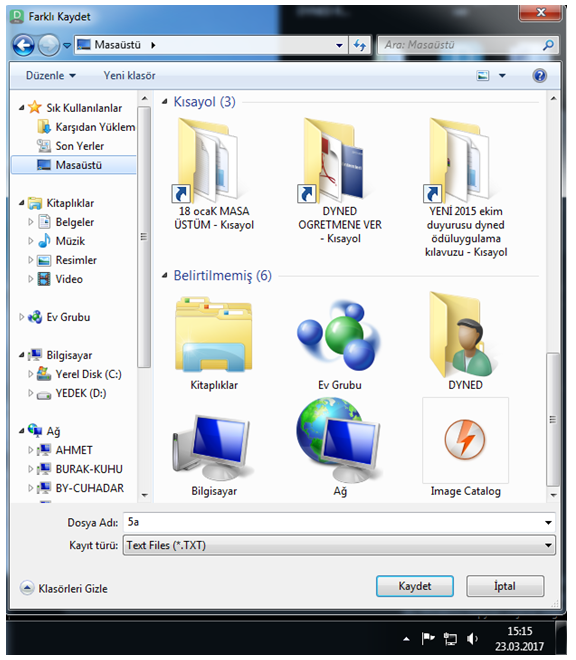 Farklı Kaydet
Masaüstü
Ara: Masaüstü
Düzenle
Yeni klasör
Sık Kullanılanlar
Karşıdan Yüklem
Son Yerler
Masaüstü
Kitaplıklar
Belgeler
Müzik
Resimler
Video
Ev Grubu
Bilgisayar
Yerel Disk (C:)
YEDEK (D:)
Ağ
AHMET
BURAK-KUHU
BY-CUHADAR
Kısayol (3)
18 ocaK MASA
ÜSTÜM - Kısayol
DYNED
OGRETMENE VER
- Kısayol
YENİ 2015 ekim
duyurusu dyned
ödüluygulama
kılavuzu - Kısayol
Belirtilmemiş (6)
Kitaplıklar
Ev Grubu
DYNED
Bilgisayar
Ağ
Image Catalog
Dosya Adı: 5a
Kayıt türü: Text Files (*.TXT)
Klasörleri Gizle
Kaydet
İptal
15:15
23.03.2017